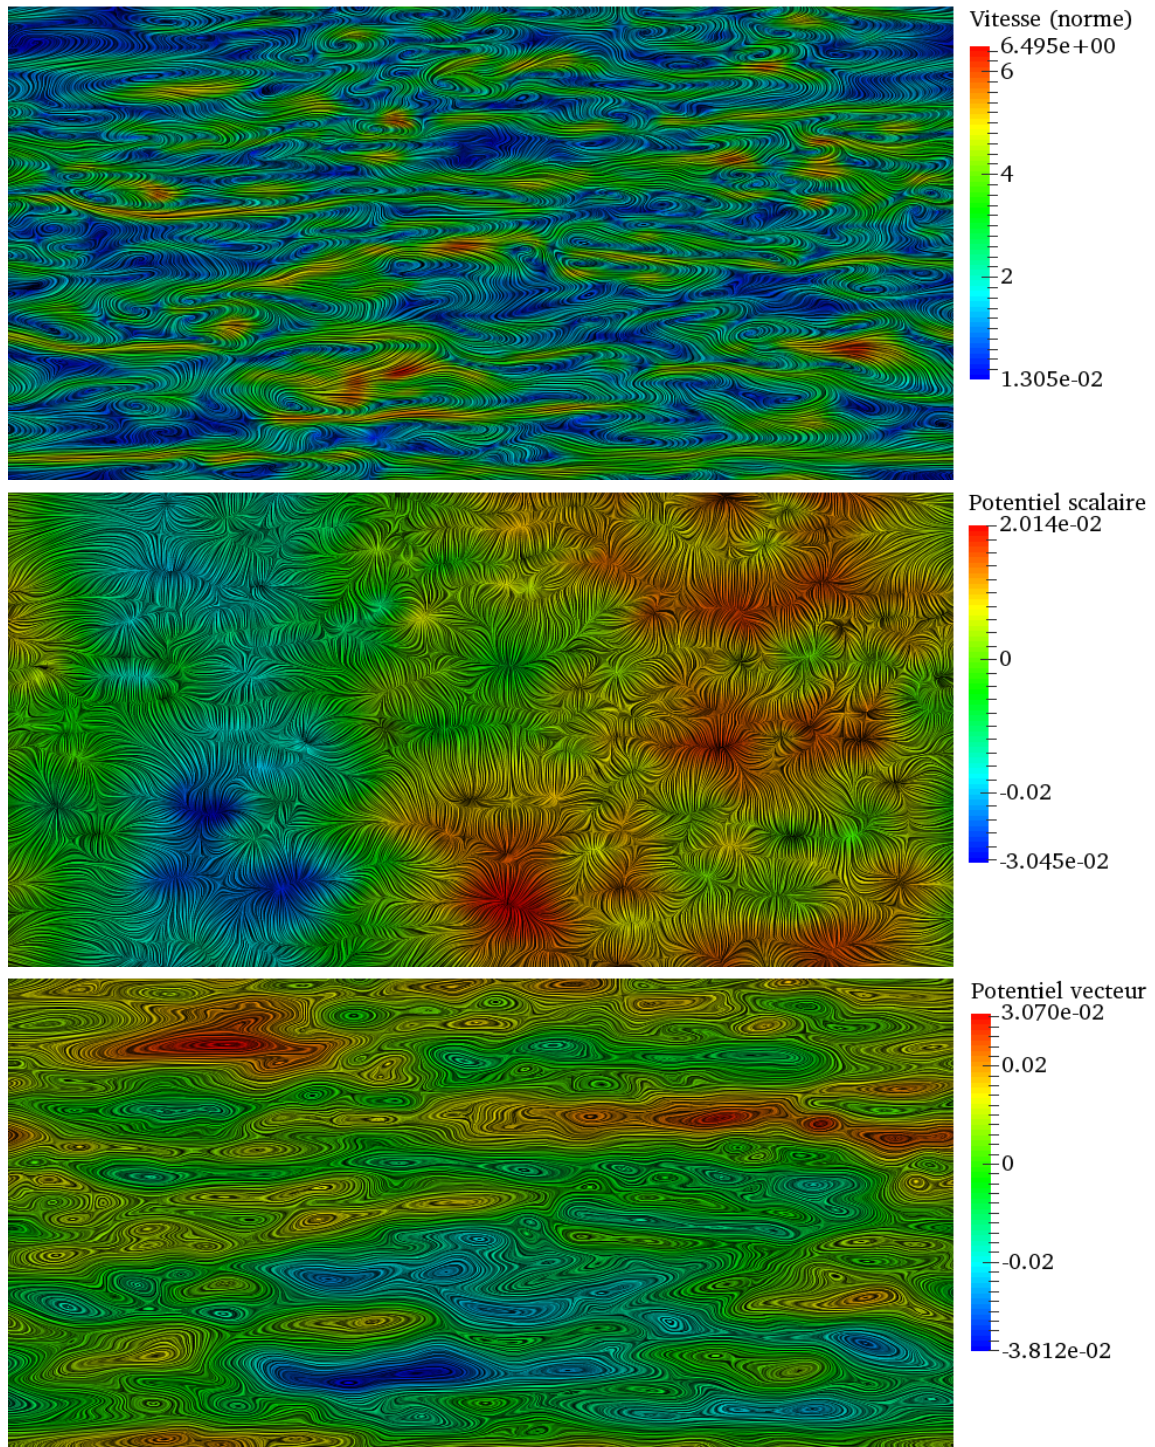 Vitesse (norme)
6.495e+00
6
4
2
1.305e-02
Potentiel scalaire
2.014e-02
0
-0.02
-3.045e-02
Potentiel vecteur
3.070e-02
0.02
0
-0.02
-3.812e-02